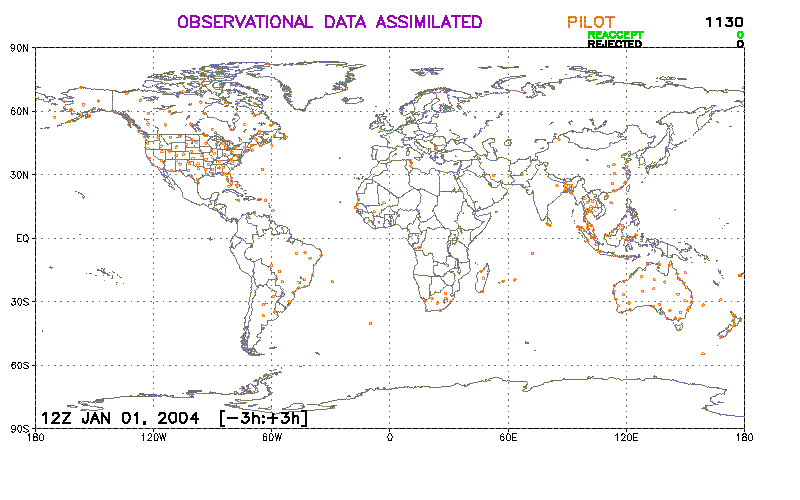 OBSERVATIONAL DATA ASSIMILATED PILOT 1130
REACCEPT 0
REJECTED 0
90N
60N
30N
EQ
30S
60S
90S
12Z JAN 01, 2004 [-3h:+3h]
180 120W 60W 0 60E 120E 180